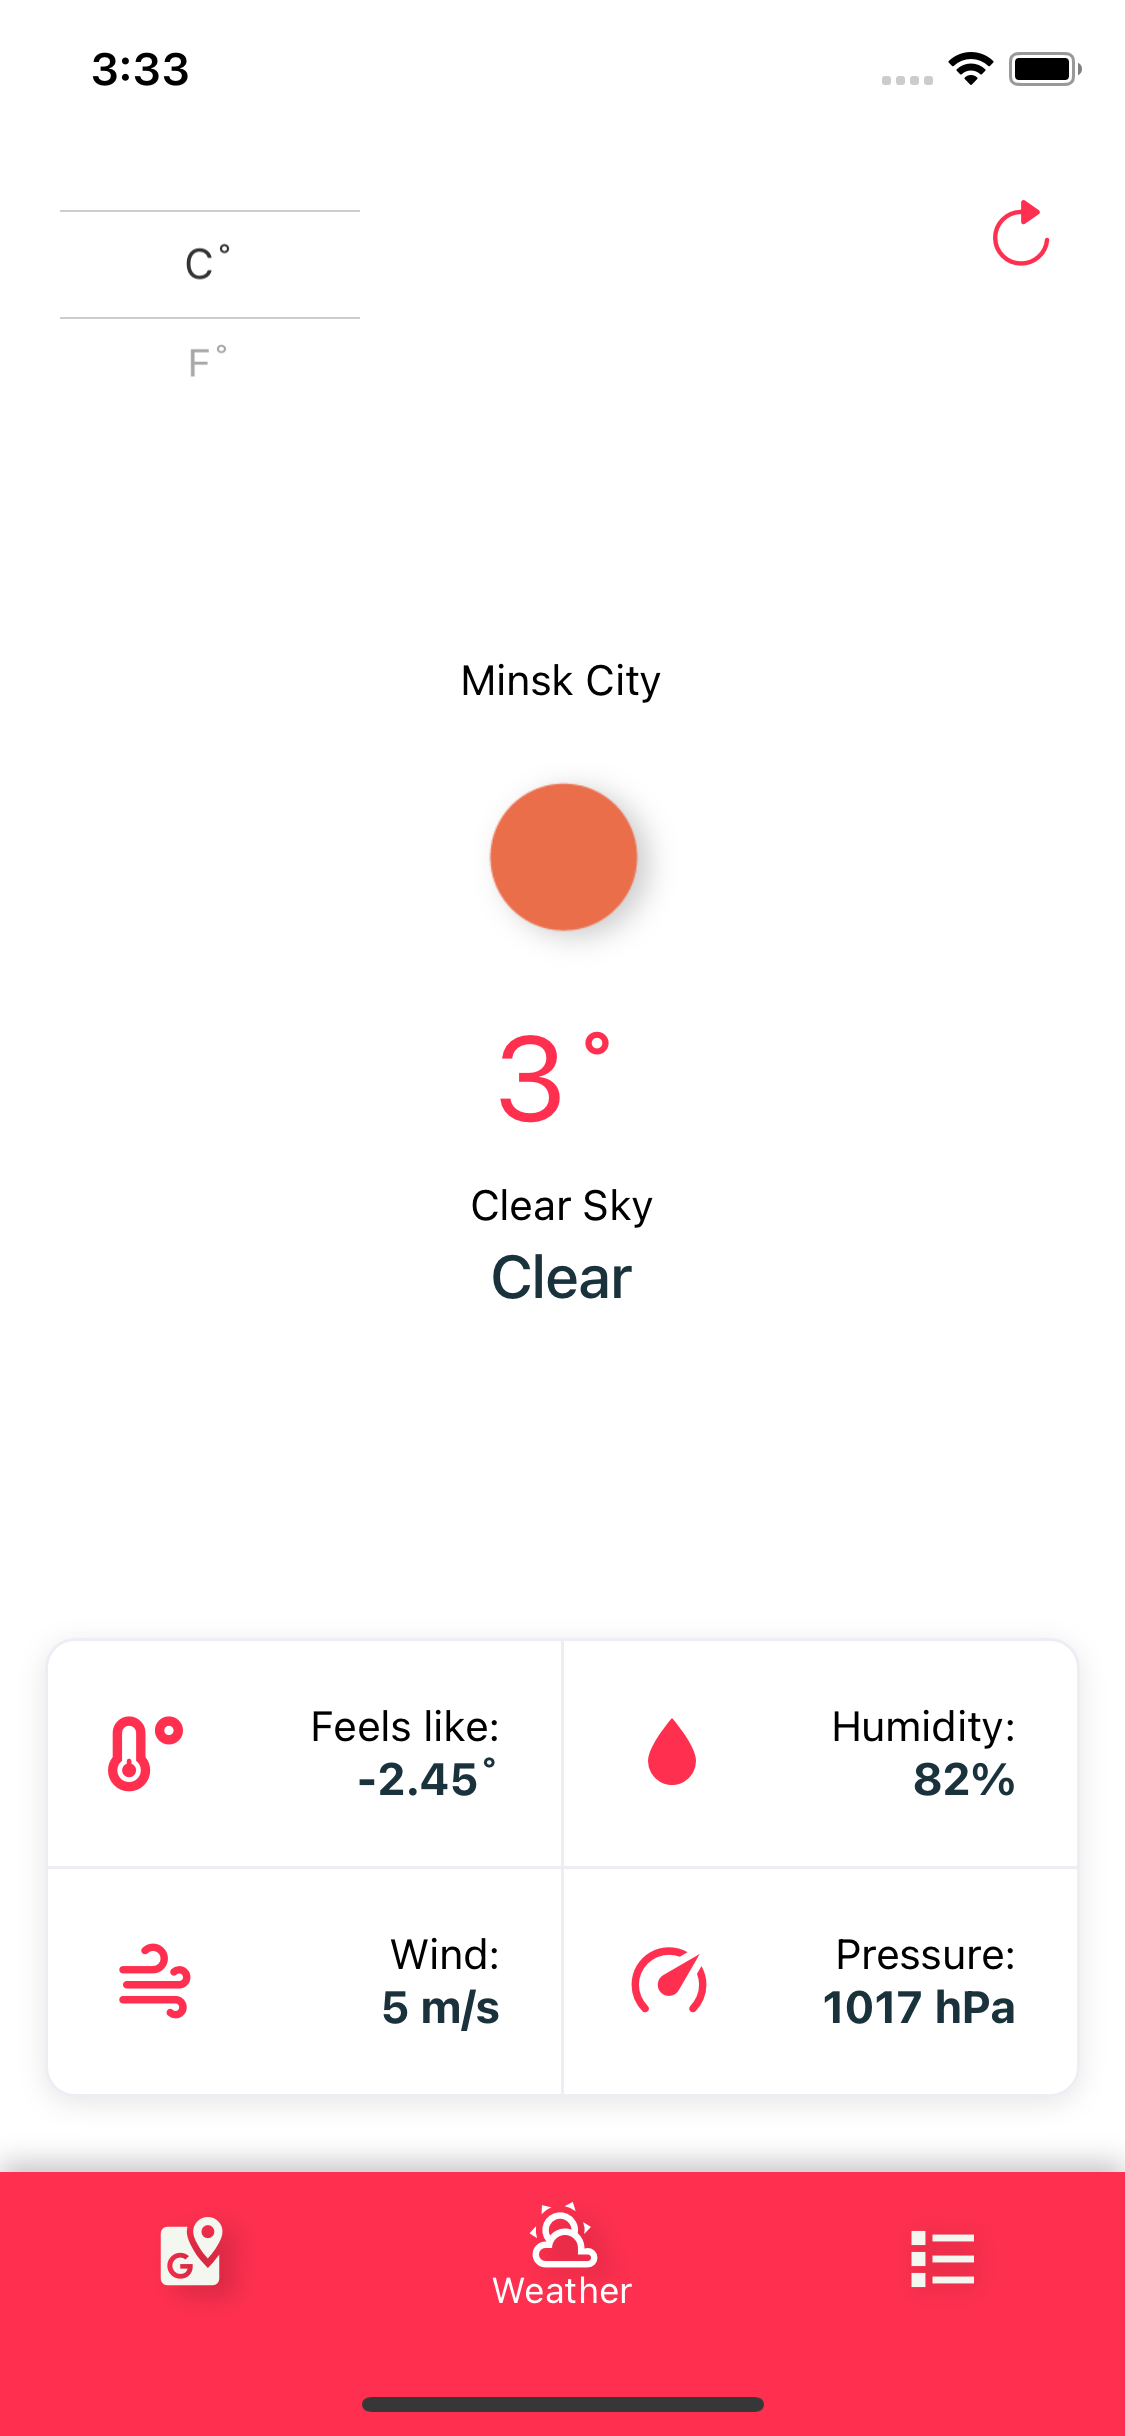 3:33
C°
F°
Minsk City
3°
Clear Sky
Clear
Feels like:
-2.45°
Humidity:
82%
Wind:
5 m/s
Pressure:
1017 hPa
G
Weather